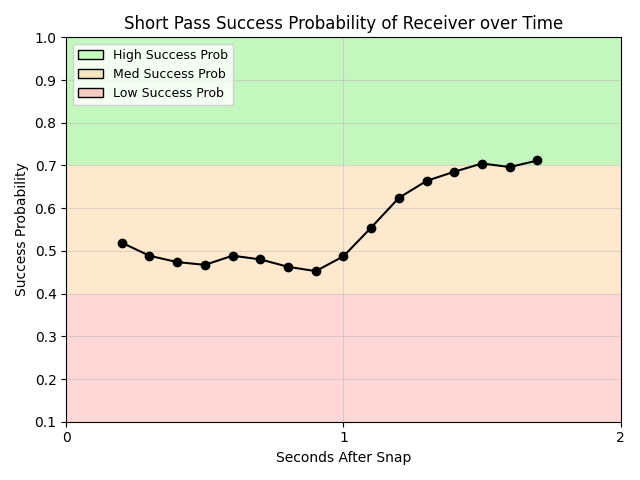 Short Pass Success Probability of Receiver over Time
High Success Prob
Med Success Prob
Low Success Prob
Success Probability
1.0
0.9
0.8
0.7
0.6
0.5
0.4
0.3
0.2
0.1
0 1 2
Seconds After Snap